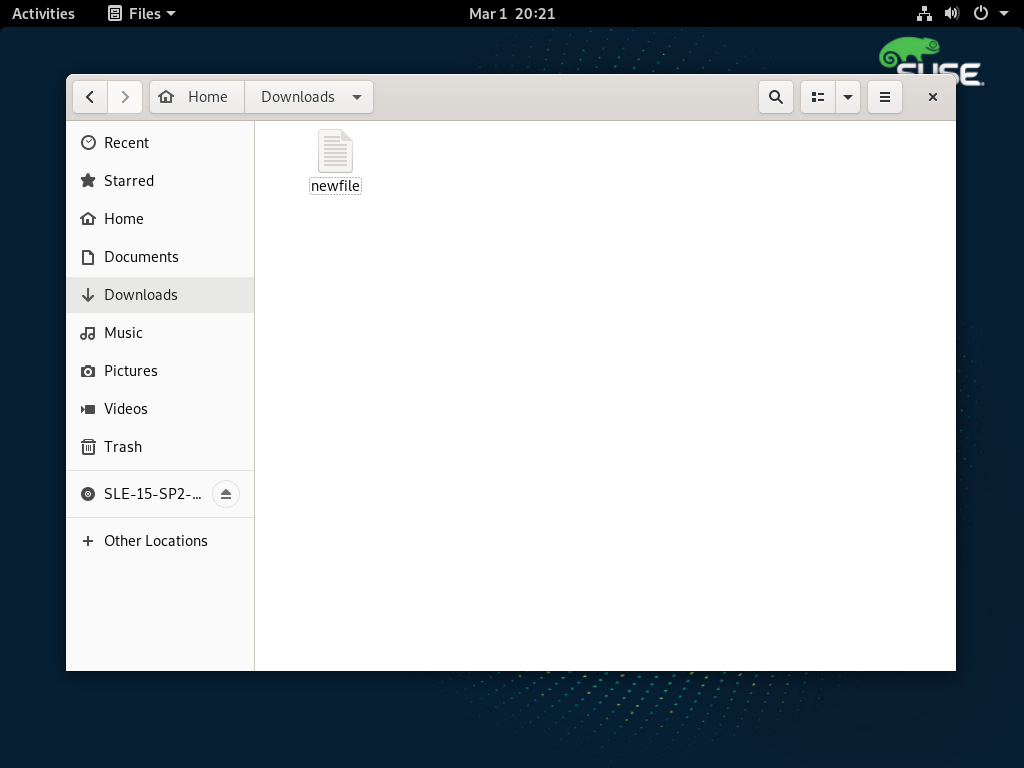 Activities Files Mar 1 20:21
SUSE
Home Downloads
Recent
newfile
Starred
Home
Documents
Downloads
Music
Pictures
Videos
Trash
SLE-15-SP2-...
Other Locations